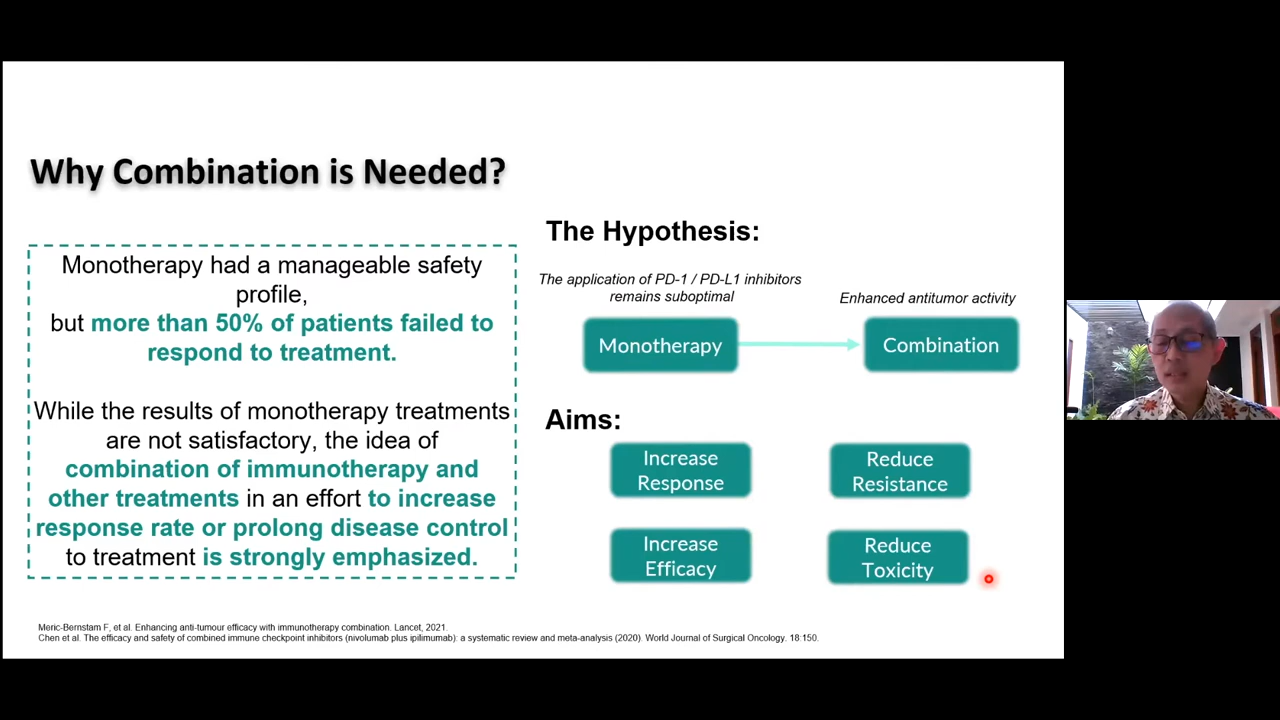 Why Combination is Needed?
Monotherapy had a manageable safety
profile,
but more than 50% of patients failed to
respond to treatment.
While the results of monotherapy treatments
are not satisfactory, the idea of
combination of immunotherapy and
other treatments in an effort to increase
response rate or prolong disease control
to treatment is strongly emphasized.
The Hypothesis:
The application of PD-1 / PD-L1 inhibitors
remains suboptimal
Enhanced antitumor activity
Monotherapy
Combination
Aims:
Increase
Response
Reduce
Resistance
Increase
Efficacy
Reduce
Toxicity
Meric-Bernstam F, et al. Enhancing anti-tumour efficacy with immunotherapy combination. Lancet, 2021.
Chen et al. The efficacy and safety of combined immune checkpoint inhibitors (nivolumab plus ipilimumab): a systematic review and meta-analysis (2020). World Journal of Surgical Oncology. 18:150.